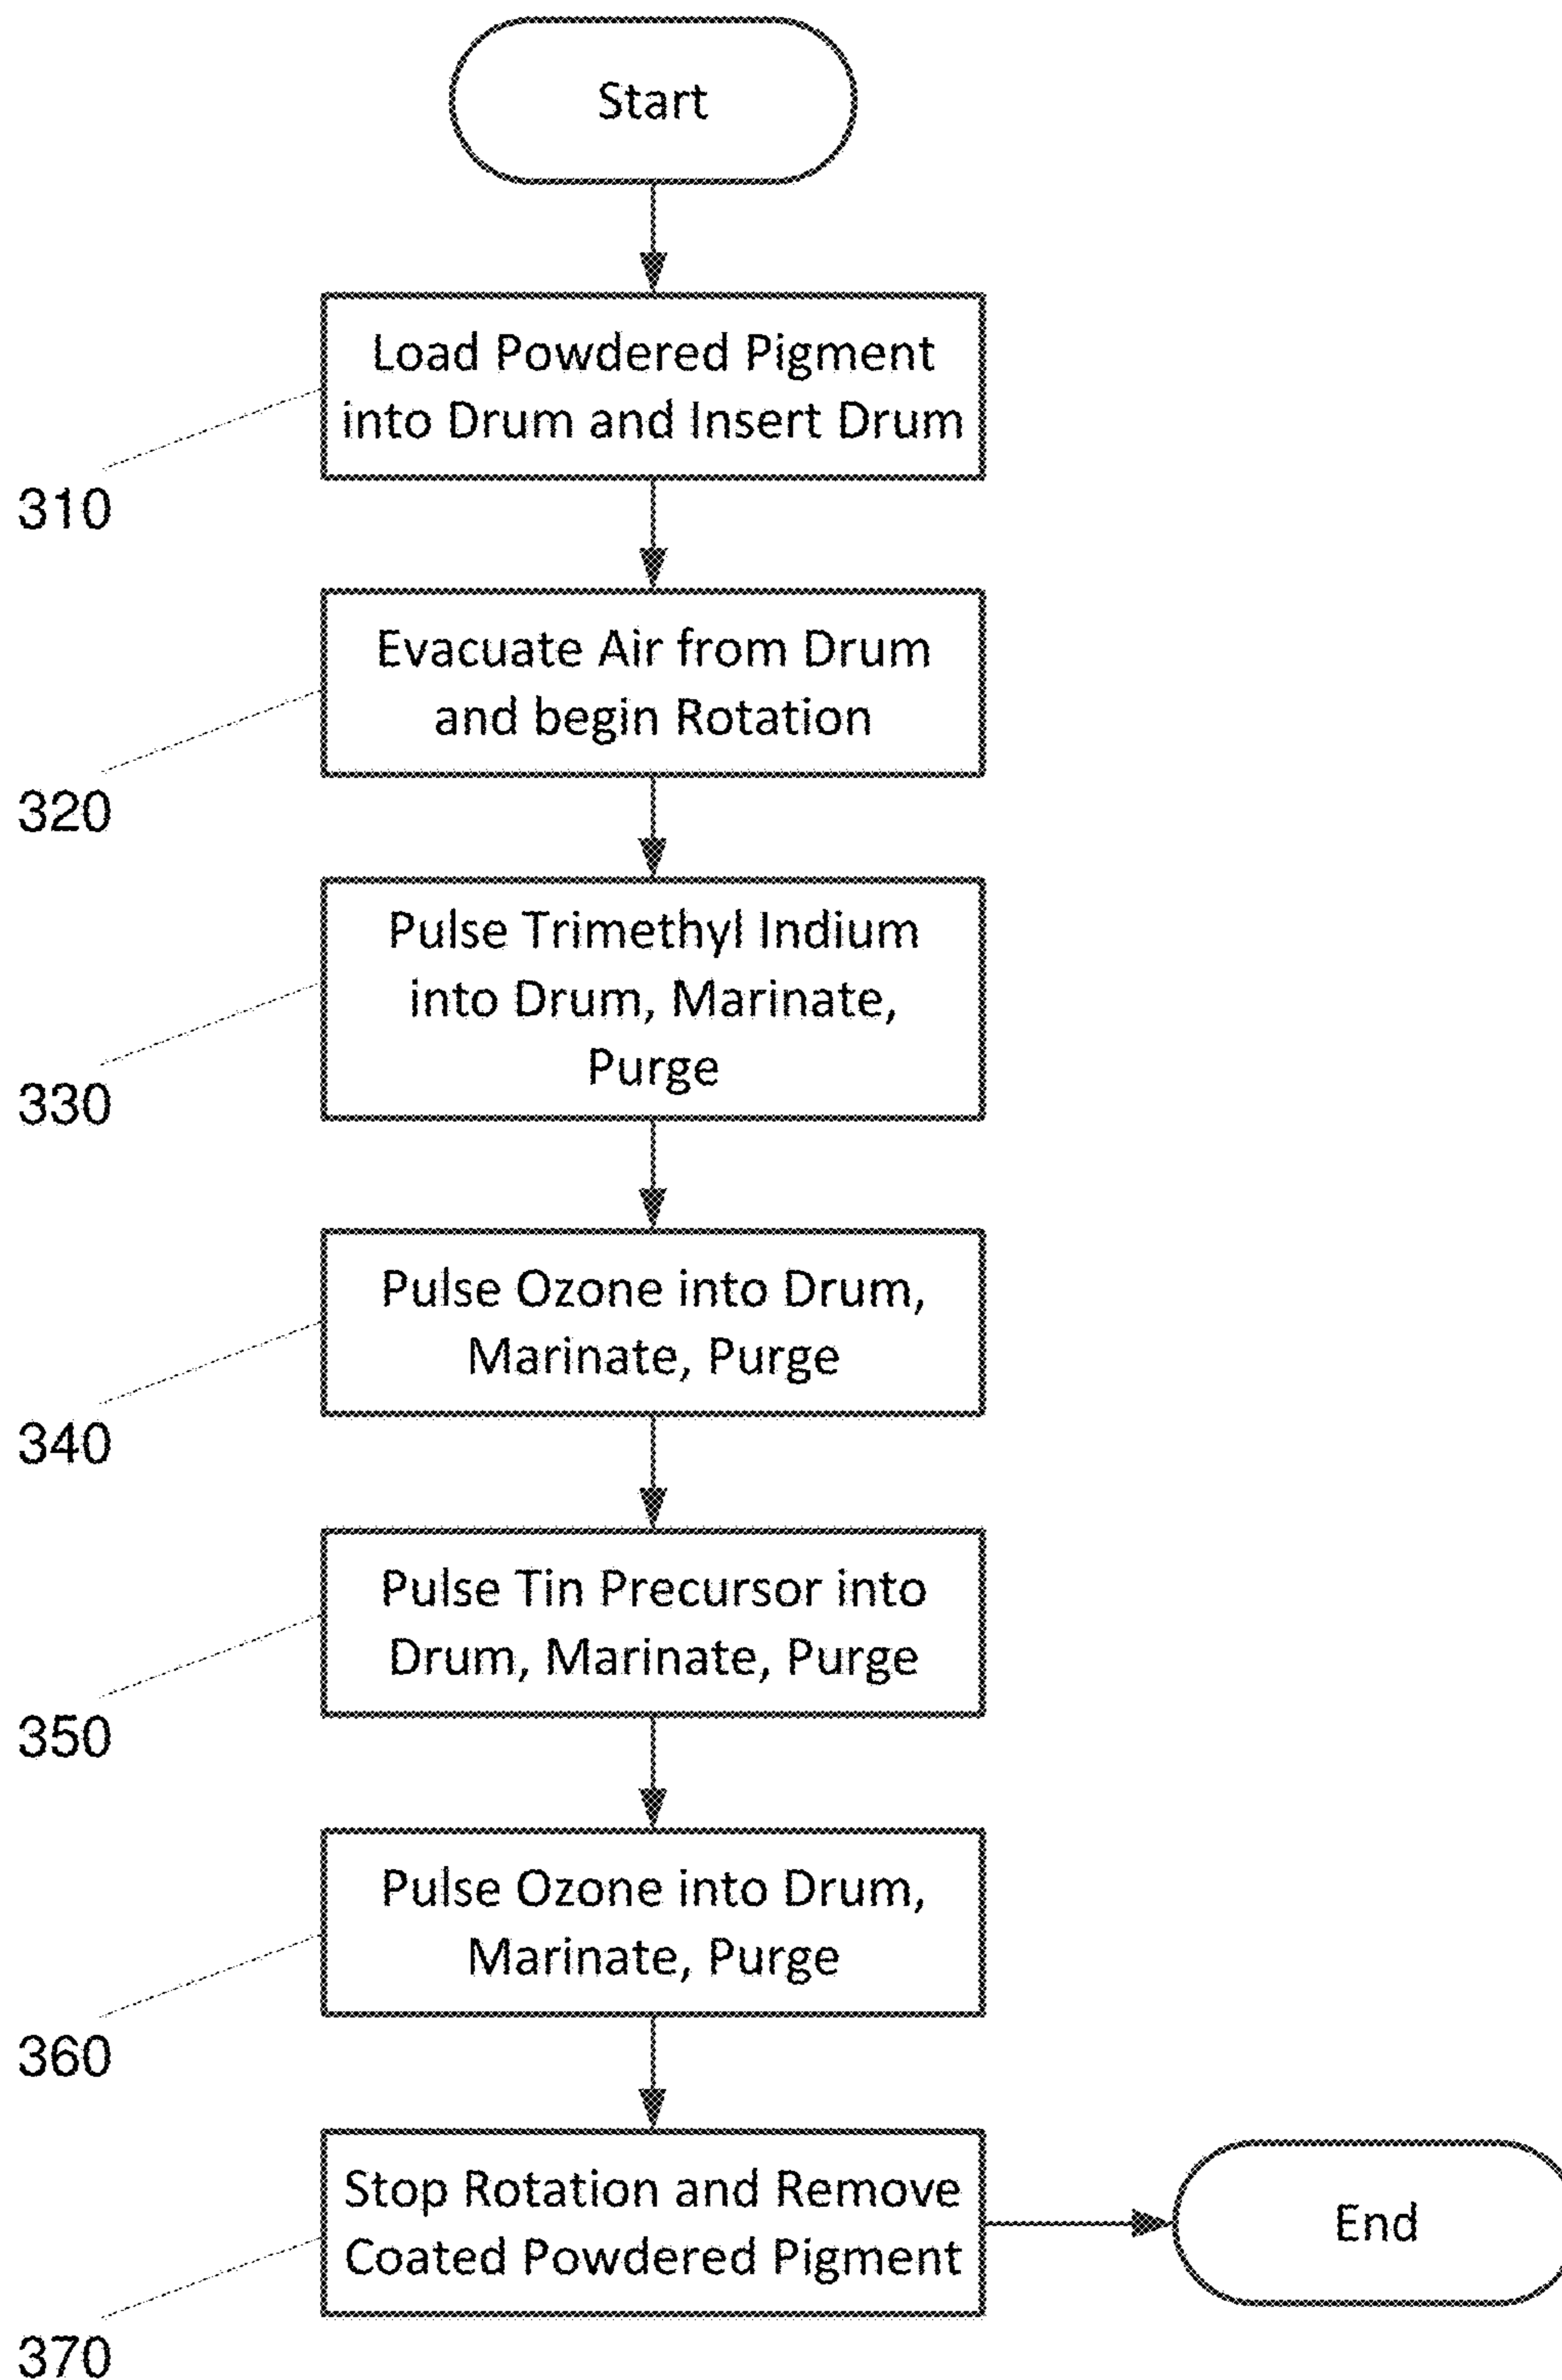 Start
Load Powdered Pigment
into Drum and Insert Drum
310
Evacuate Air from Drum
and begin Rotation
320
Pulse Trimethyl Indium
into Drum, Marinate,
Purge
330
Pulse Ozone into Drum,
Marinate, Purge
340
Pulse Tin Precursor into
Drum, Marinate, Purge
350
Pulse Ozone into Drum,
Marinate, Purge
360
Stop Rotation and Remove
Coated Powdered Pigment
370
End